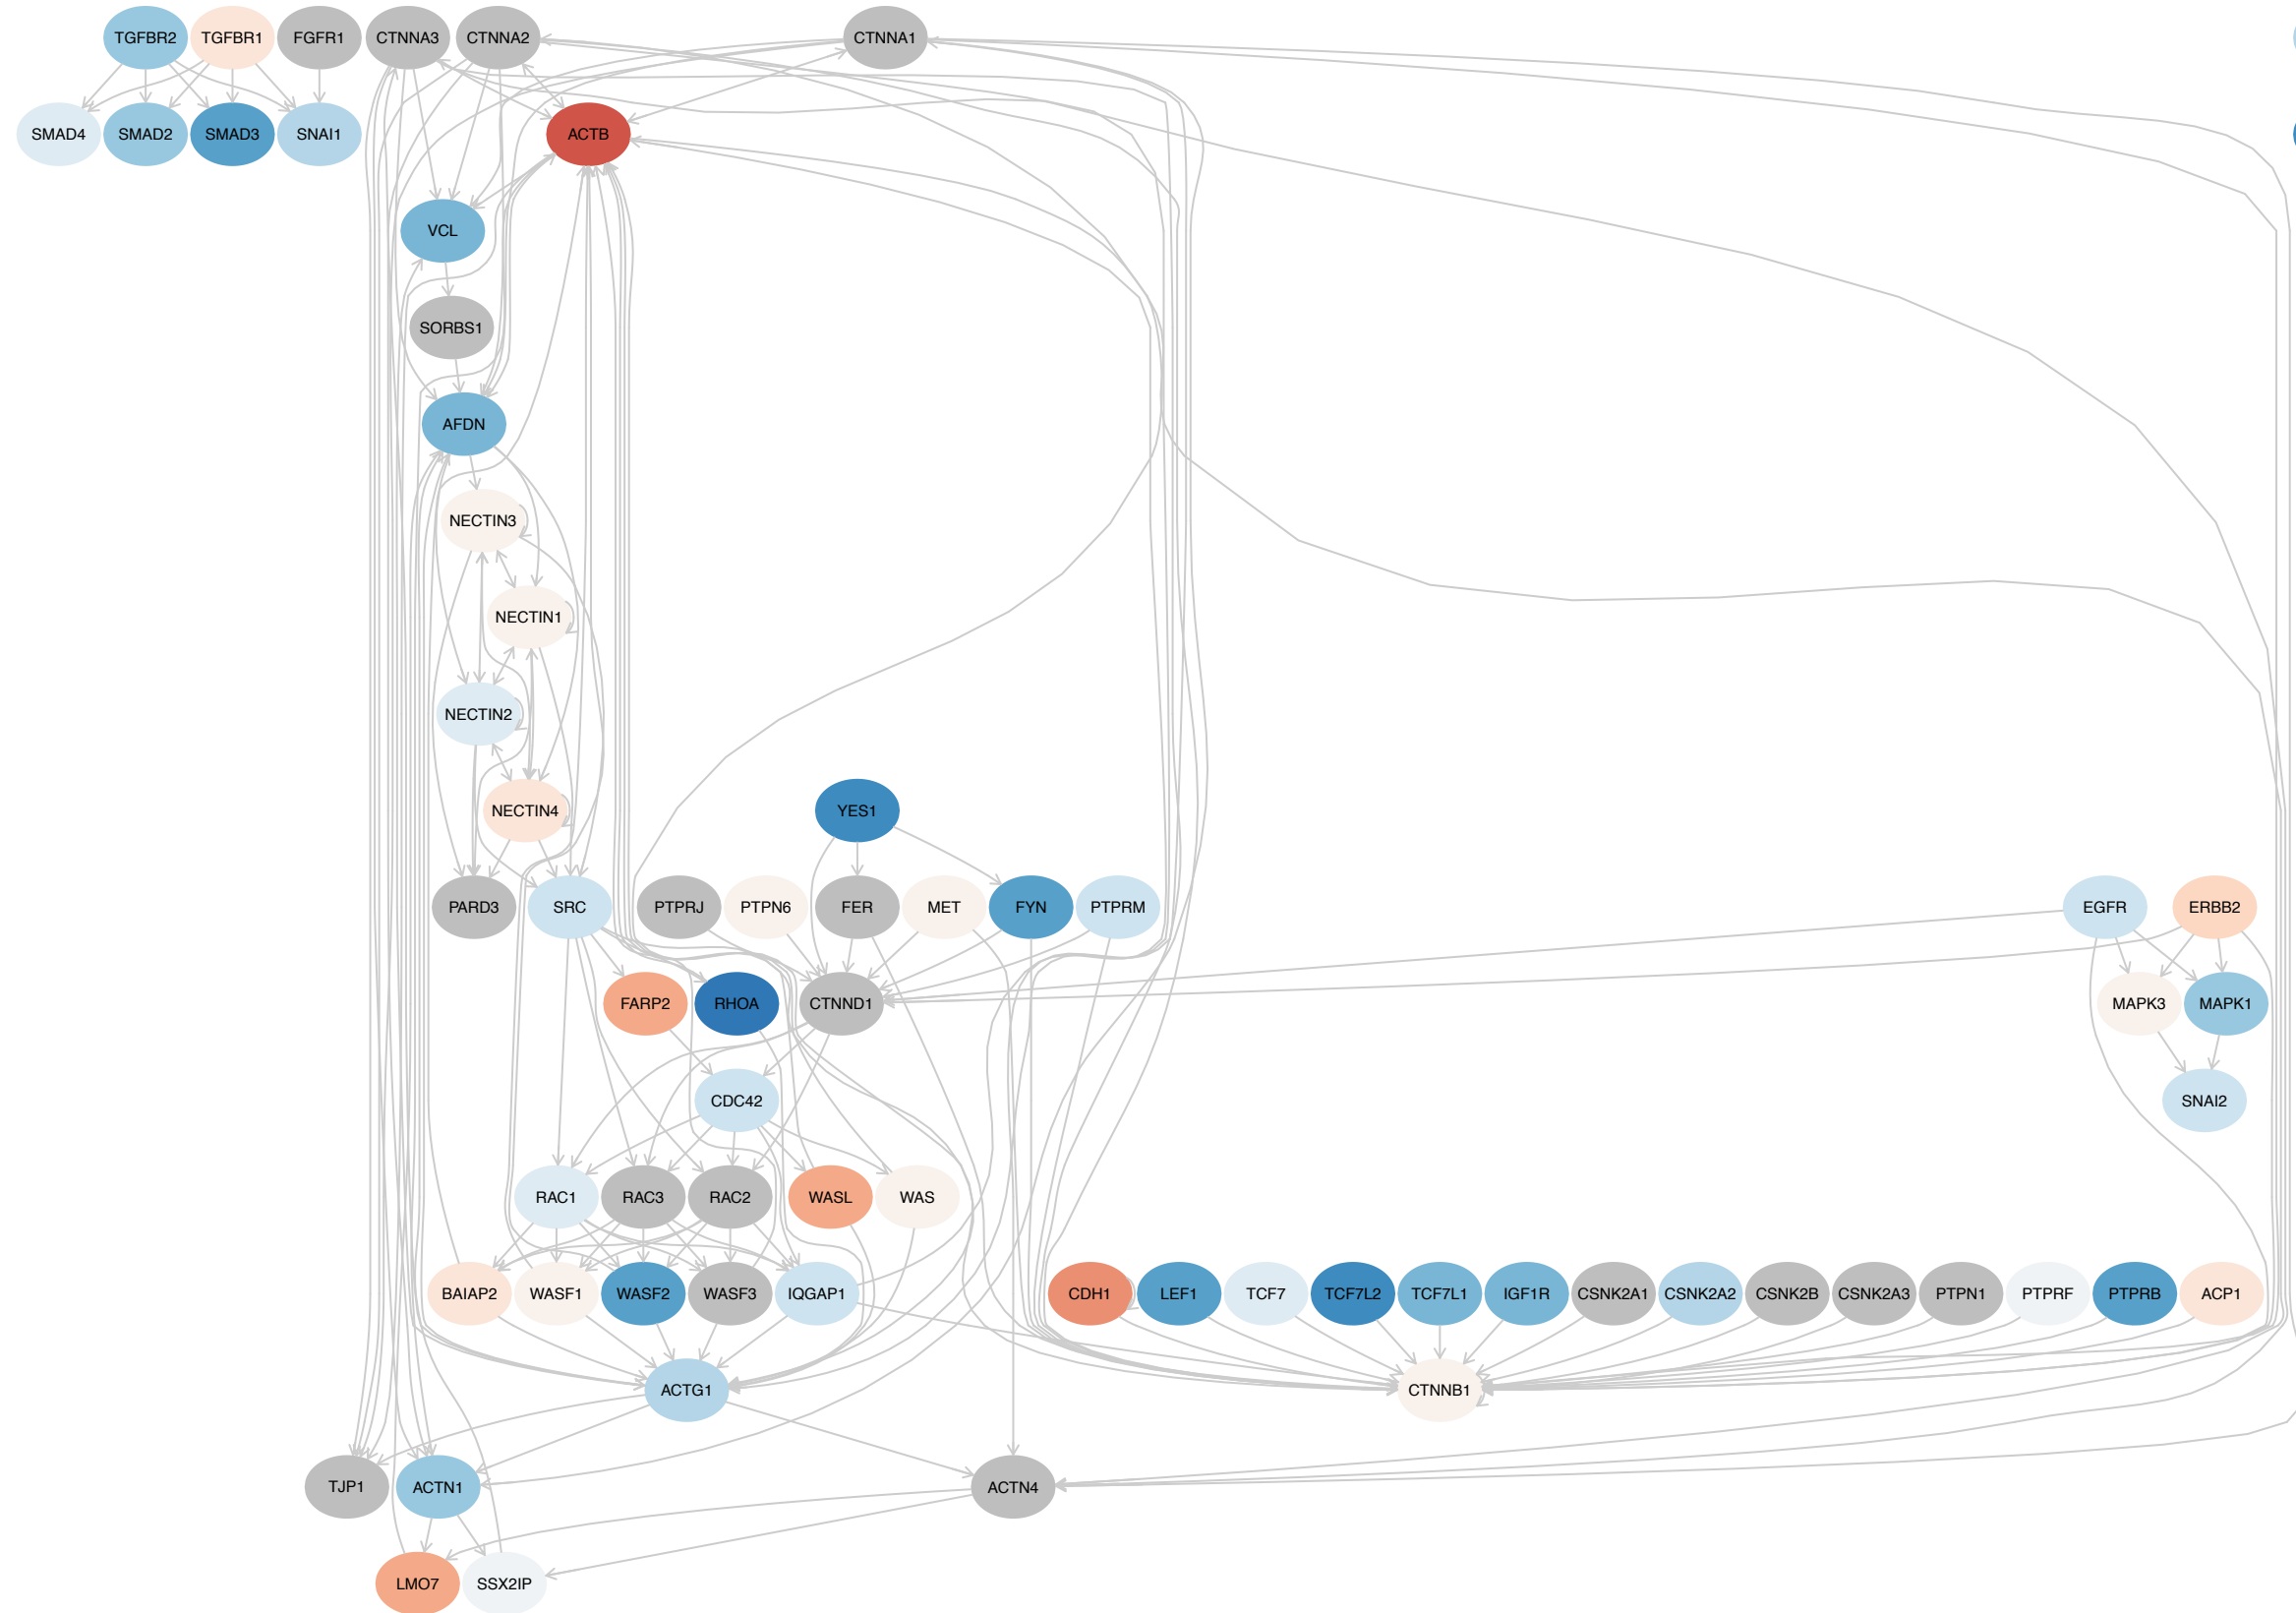 TGFBR2 TGFBR1 FGFR1 CTNNA3 CTNNA2 CTNNA1
SMAD4 SMAD2 SMAD3 SNAI1 ACTB
VCL
SORBS1
AFDN
NECTIN3
NECTIN1
NECTIN2
NECTIN4 YES1
PARD3 SRC PTPRJ PTPN6 FER MET FYN PTPRM EGFR ERBB2
FARP2 RHOA CTNND1 MAPK3 MAPK1
CDC42 SNAI2
RAC1 RAC3 RAC2 WASL WAS
BAIAP2 WASF1 WASF2 WASF3 IQGAP1 CDH1 LEF1 TCF7 TCF7L2 TCF7L1 IGF1R CSNK2A1 CSNK2A2 CSNK2B CSNK2A3 PTPN1 PTPRF PTPRB ACP1
ACTG1 CTNNB1
TJP1 ACTN1 ACTN4
LMO7 SSX2IP